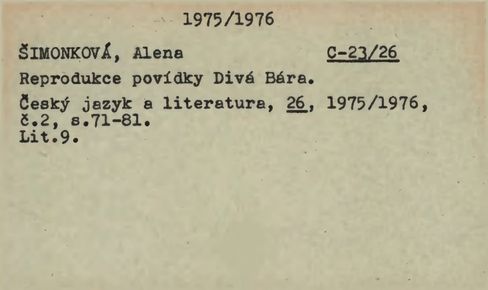 1975/1976
ŠIMONKOVÁ, Alena C-23/26
Reprodukce povídky Divá Bára.
Český jazyk a literatura, 26, 1975/1976,
č.2, s.71-81.
Lit.9.